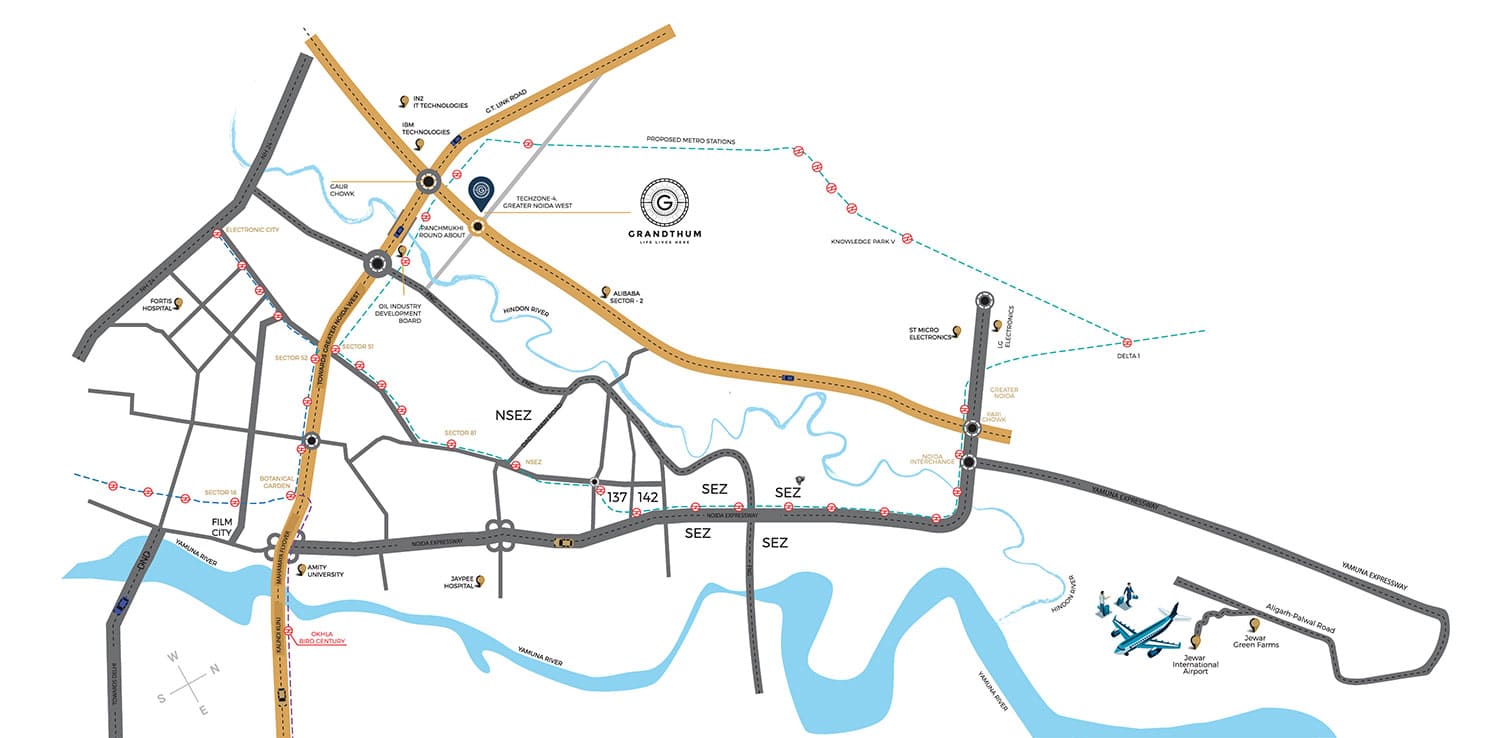 IN2
IT TECHNOLOGIES
G.T. LINK ROAD
IBM
TECHNOLOGIES
PROPOSED METRO STATIONS
NH 24
GAUR
CHOWK
TECHZONE-4,
GREATER NOIDA WEST
G
GRANDTHUM
LIFE LIVES HERE
PANCHMUKHI
ROUND ABOUT
ELECTRONIC CITY
KNOWLEDGE PARK V
NH 24
FORTIS
HOSPITAL
OIL INDUSTRY
DEVELOPMENT
BOARD
FNG
HINDON RIVER
ALIBABA
SECTOR - 2
ST MICRO
ELECTRONICS
LG
ELECTRONICS
DELTA 1
TOWARDS GREATER NOIDA WEST
SECTOR 52
SECTOR 51
FNG
GREATER
NOIDA
PARI
CHOWK
NSEZ
SECTOR 81
FNG
NSEZ
NOIDA
INTERCHANGE
BOTANICAL
GARDEN
SECTOR 18
137
142
SEZ
SEZ
YAMUNA EXPRESSWAY
FILM
CITY
NOIDA EXPRESSWAY
NOIDA EXPRESSWAY
SEZ
SEZ
DND
YAMUNA RIVER
MAHAMAYA FLYOVER
AMITY
UNIVERSITY
JAYPEE
HOSPITAL
FNG
HINDON RIVER
YAMUNA EXPRESSWAY
Aligarh-Palwal Road
Jewar
Green Farms
Jewar
International
Airport
KALINDI KUNJ
OKHLA
BIRD CENTURY
YAMUNA RIVER
YAMUNA RIVER
W
N
S
E